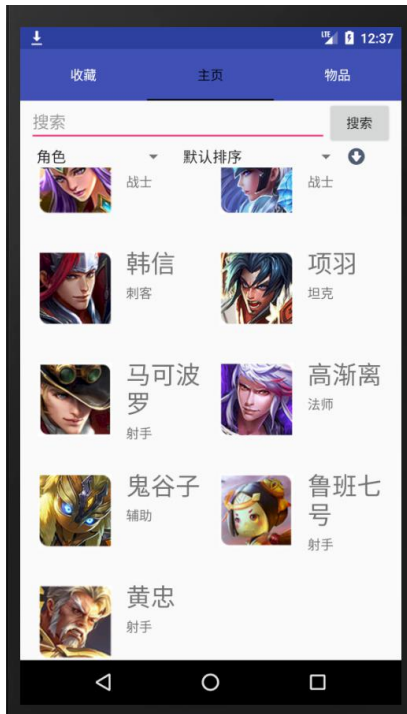 LTE 12:37
收藏 主页 物品
搜索 搜索
角色 默认排序
战士 战士
韩信 项羽
刺客 坦克
马可波
罗
射手
高渐离
法师
鬼谷子
辅助
鲁班七
号
射手
黄忠
射手